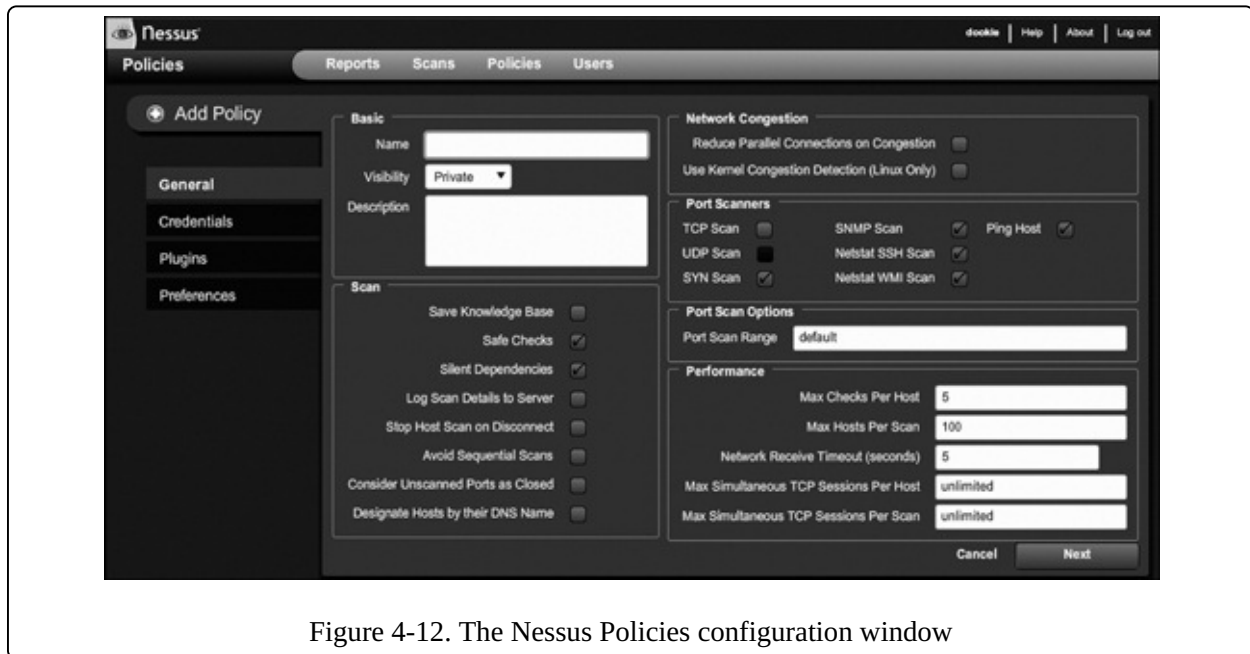 Nessus
dookie | Help | About | Log out
Policies
Reports Scans Policies Users
Add Policy
General
Credentials
Plugins
Preferences
Basic
Name
Visibility Private
Description
Scan
Save Knowledge Base
Safe Checks
Silent Dependencies
Log Scan Details to Server
Stop Host Scan on Disconnect
Avoid Sequential Scans
Consider Unscanned Ports as Closed
Designate Hosts by their DNS Name
Network Congestion
Reduce Parallel Connections on Congestion
Use Kernel Congestion Detection (Linux Only)
Port Scanners
TCP Scan SNMP Scan Ping Host
UDP Scan Netstat SSH Scan
SYN Scan Netstat WMI Scan
Port Scan Options
Port Scan Range default
Performance
Max Checks Per Host 5
Max Hosts Per Scan 100
Network Receive Timeout (seconds) 5
Max Simultaneous TCP Sessions Per Host unlimited
Max Simultaneous TCP Sessions Per Scan unlimited
Cancel Next
Figure 4-12. The Nessus Policies configuration window